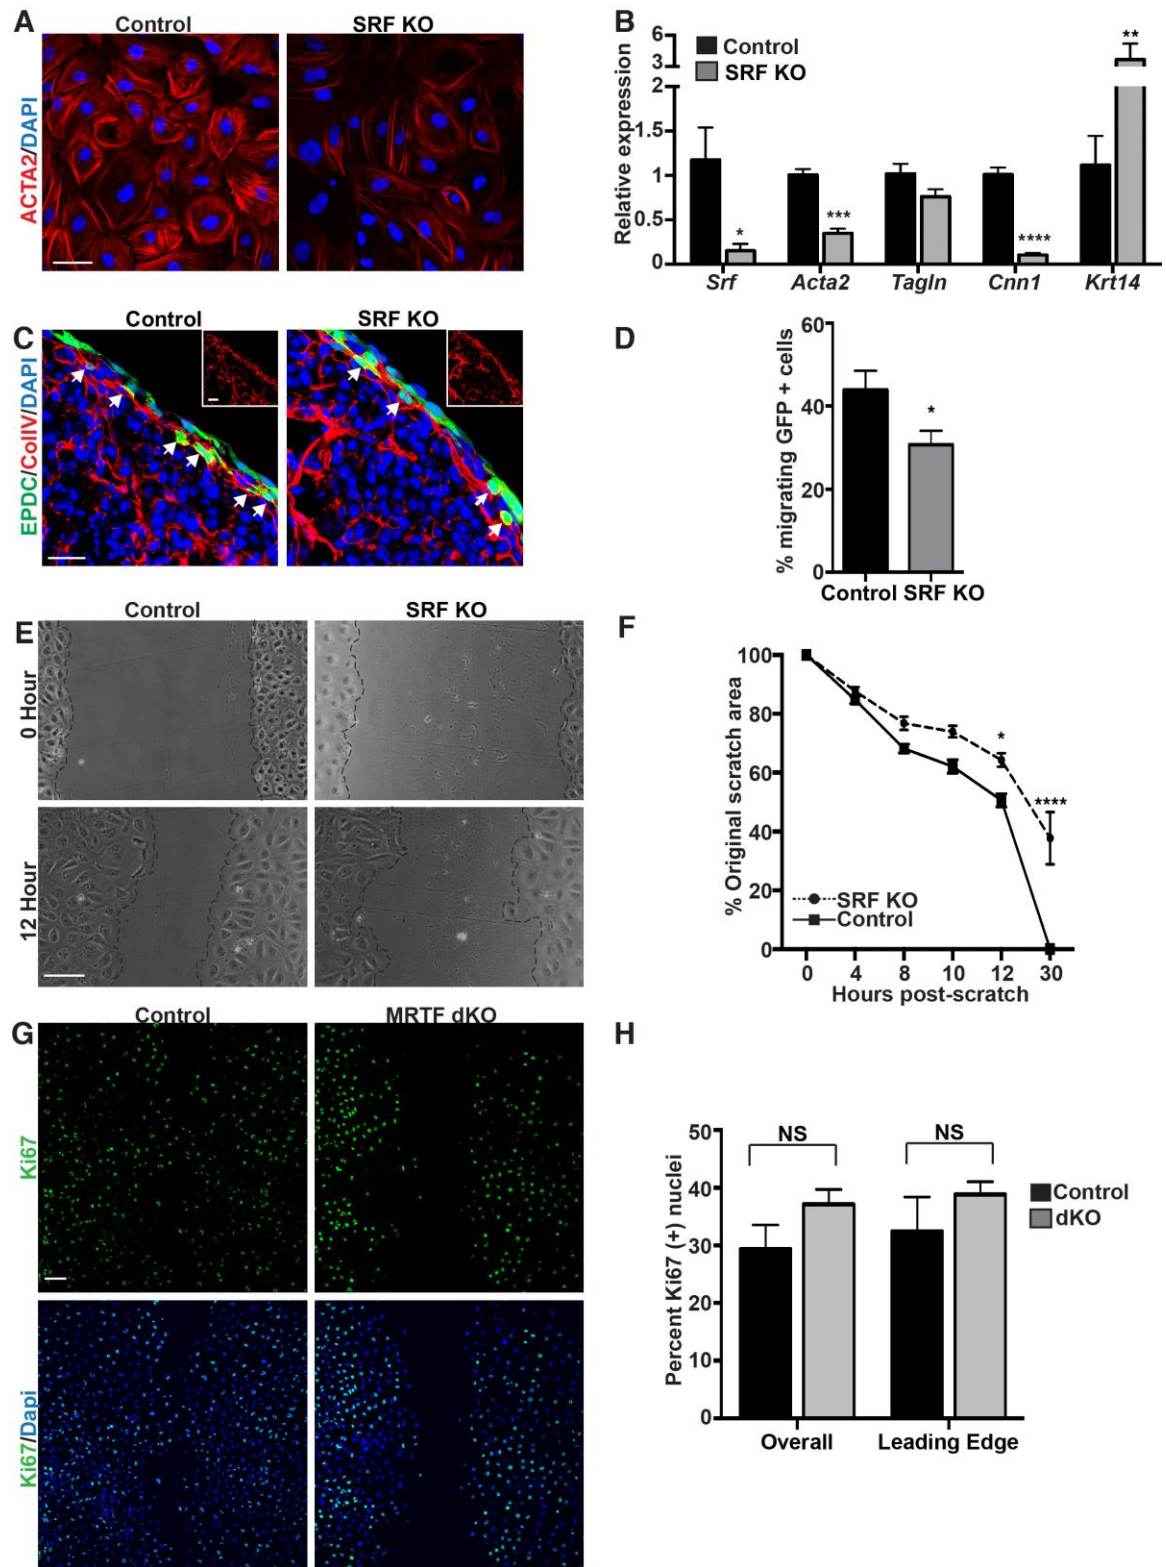 A
Control
SRF KO
ACTA2/DAPI
B
Control
SRF KO
Relative expression
6
3
2
1.5
1
0.5
0
*
***
****
**
Srf
Acta2
Tagln
Cnn1
Krt14
C
Control
SRF KO
EPDC/ColIV/DAPI
D
% migrating GFP + cells
60
40
20
0
*
Control SRF KO
E
Control
SRF KO
0 Hour
12 Hour
F
% Original scratch area
100
80
60
40
20
0
*
****
SRF KO
Control
0 4 8 10 12 30
Hours post-scratch
G
Control
MRTF dKO
Ki67
Ki67/Dapi
H
Percent Ki67 (+) nuclei
50
40
30
20
10
0
NS
NS
Control
dKO
Overall
Leading Edge